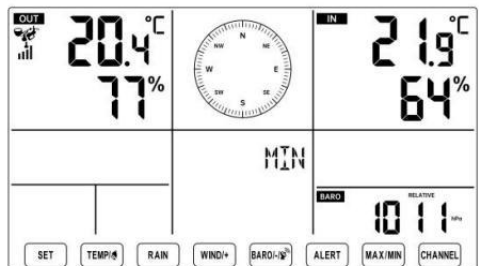 OUT
20.4°C
77%
N
NW NE
W E
SW SE
S
IN
21.9°C
64%
MIN
BARO RELATIVE
1011 hPa
SET TEMP/ RAIN WIND/+ BARO/- ALERT MAX/MIN CHANNEL